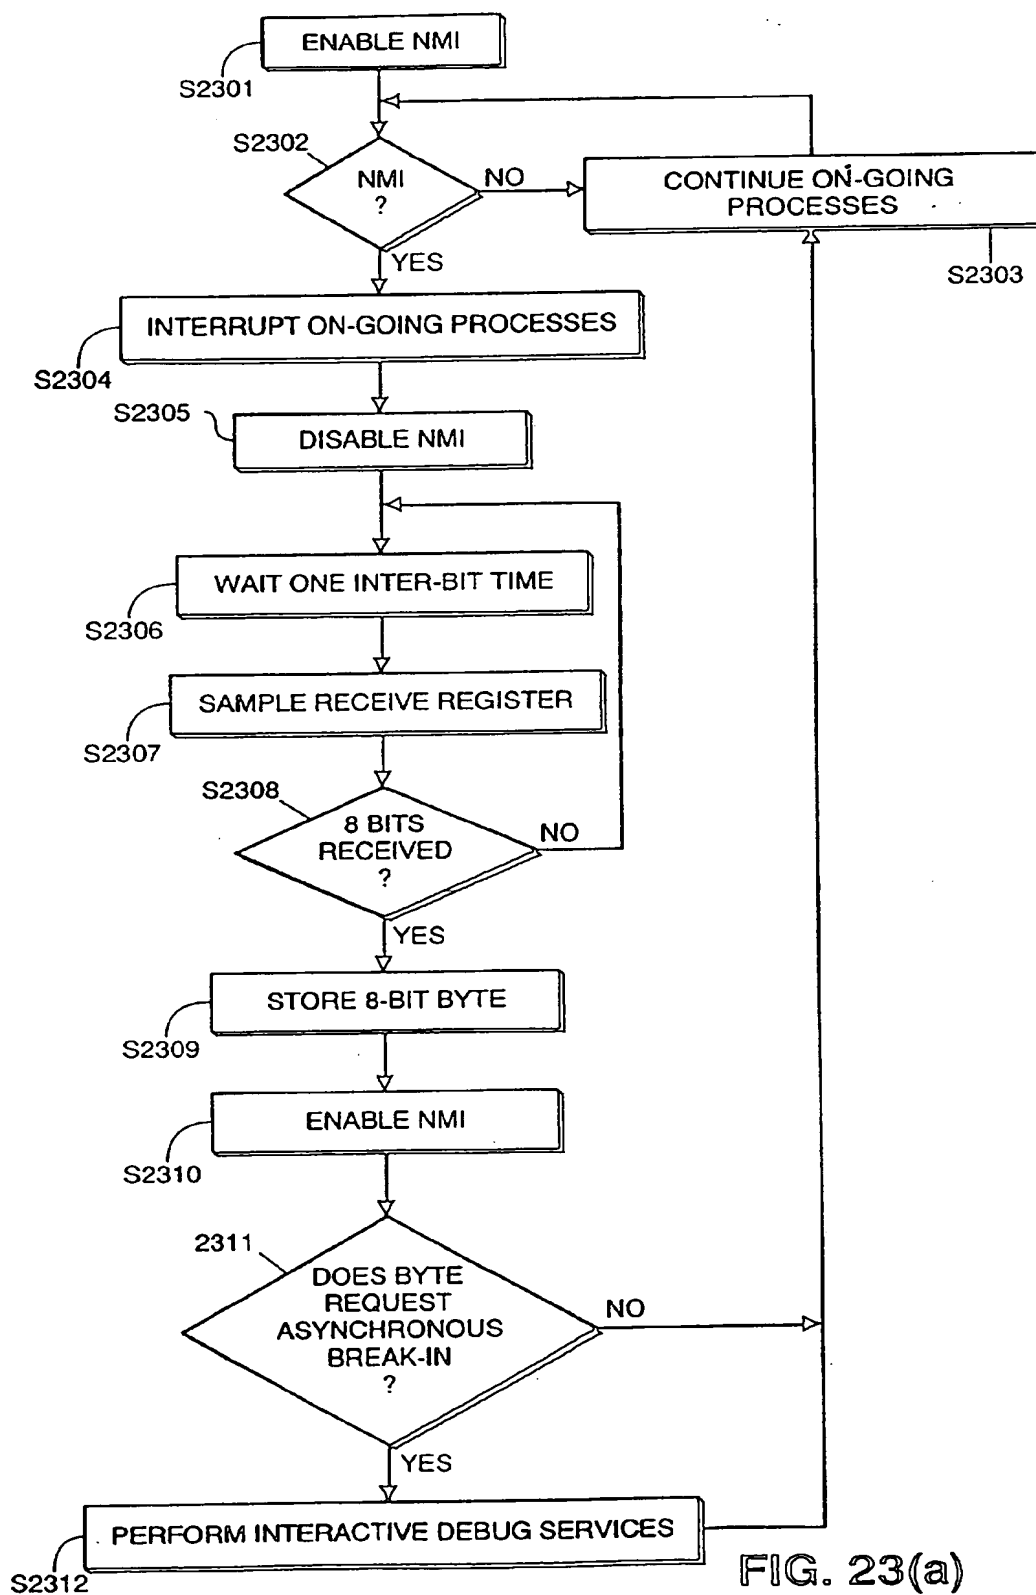 ENABLE NMI
S2301
S2302
NMI
?
NO
YES
CONTINUE ON-GOING
PROCESSES
S2303
INTERRUPT ON-GOING PROCESSES
S2304
S2305
DISABLE NMI
WAIT ONE INTER-BIT TIME
S2306
SAMPLE RECEIVE REGISTER
S2307
S2308
8 BITS
RECEIVED
?
NO
YES
STORE 8-BIT BYTE
S2309
ENABLE NMI
S2310
2311
DOES BYTE
REQUEST
ASYNCHRONOUS
BREAK-IN
?
NO
YES
PERFORM INTERACTIVE DEBUG SERVICES
S2312
FIG. 23(a)